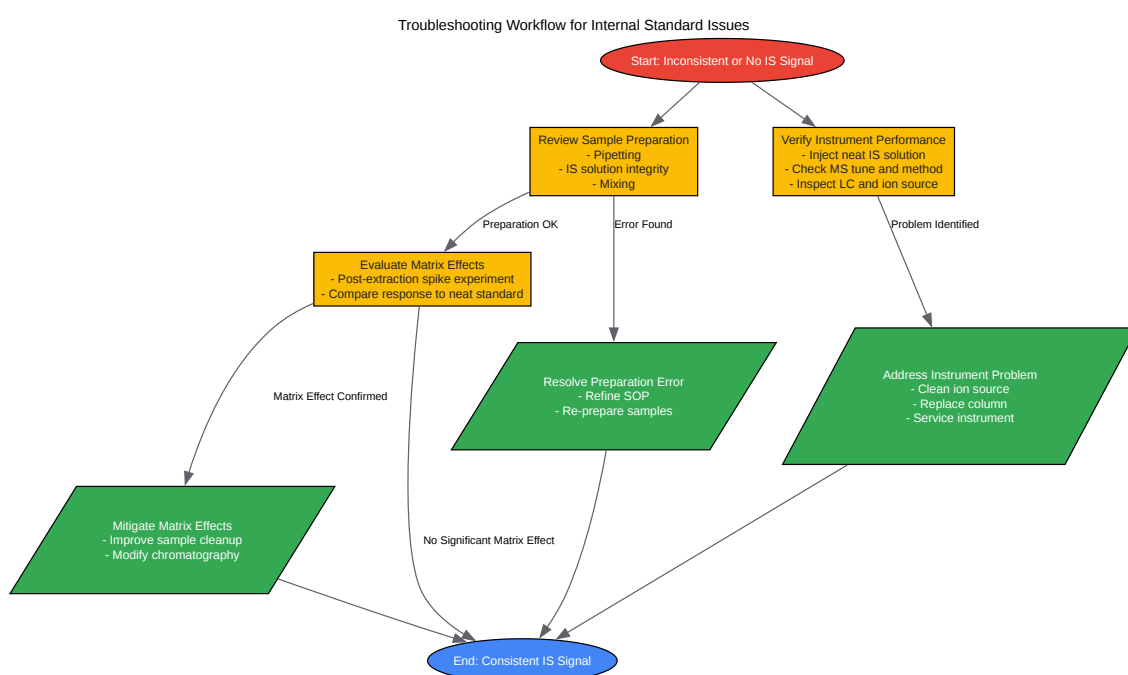 Troubleshooting Workflow for Internal Standard Issues
Start: Inconsistent or No IS Signal
Review Sample Preparation
- Pipetting
- IS solution integrity
- Mixing
Verify Instrument Performance
- Inject neat IS solution
- Check MS tune and method
- Inspect LC and ion source
Preparation OK
Error Found
Problem Identified
Evaluate Matrix Effects
- Post-extraction spike experiment
- Compare response to neat standard
Resolve Preparation Error
- Refine SOP
- Re-prepare samples
Address Instrument Problem
- Clean ion source
- Replace column
- Service instrument
Matrix Effect Confirmed
Mitigate Matrix Effects
- Improve sample cleanup
- Modify chromatography
No Significant Matrix Effect
End: Consistent IS Signal